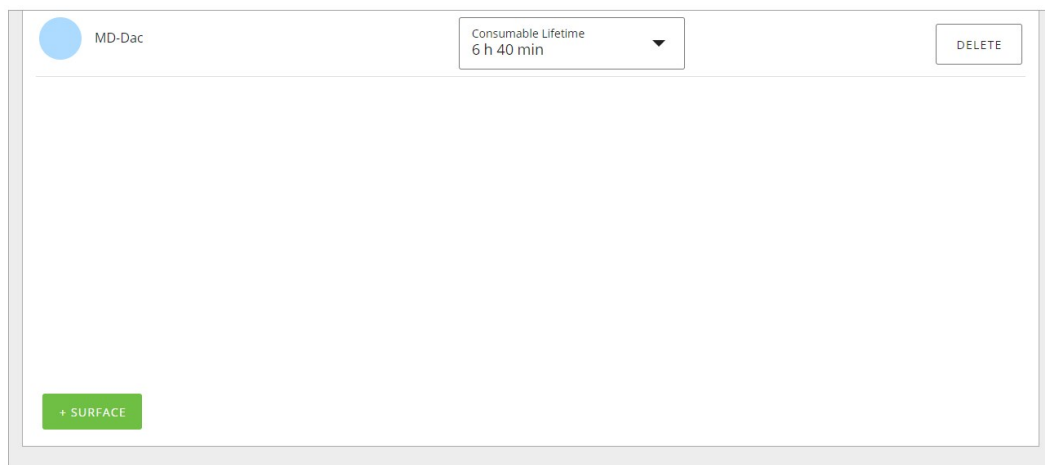 MD-Dac
Consumable Lifetime
6 h 40 min
DELETE
+ SURFACE